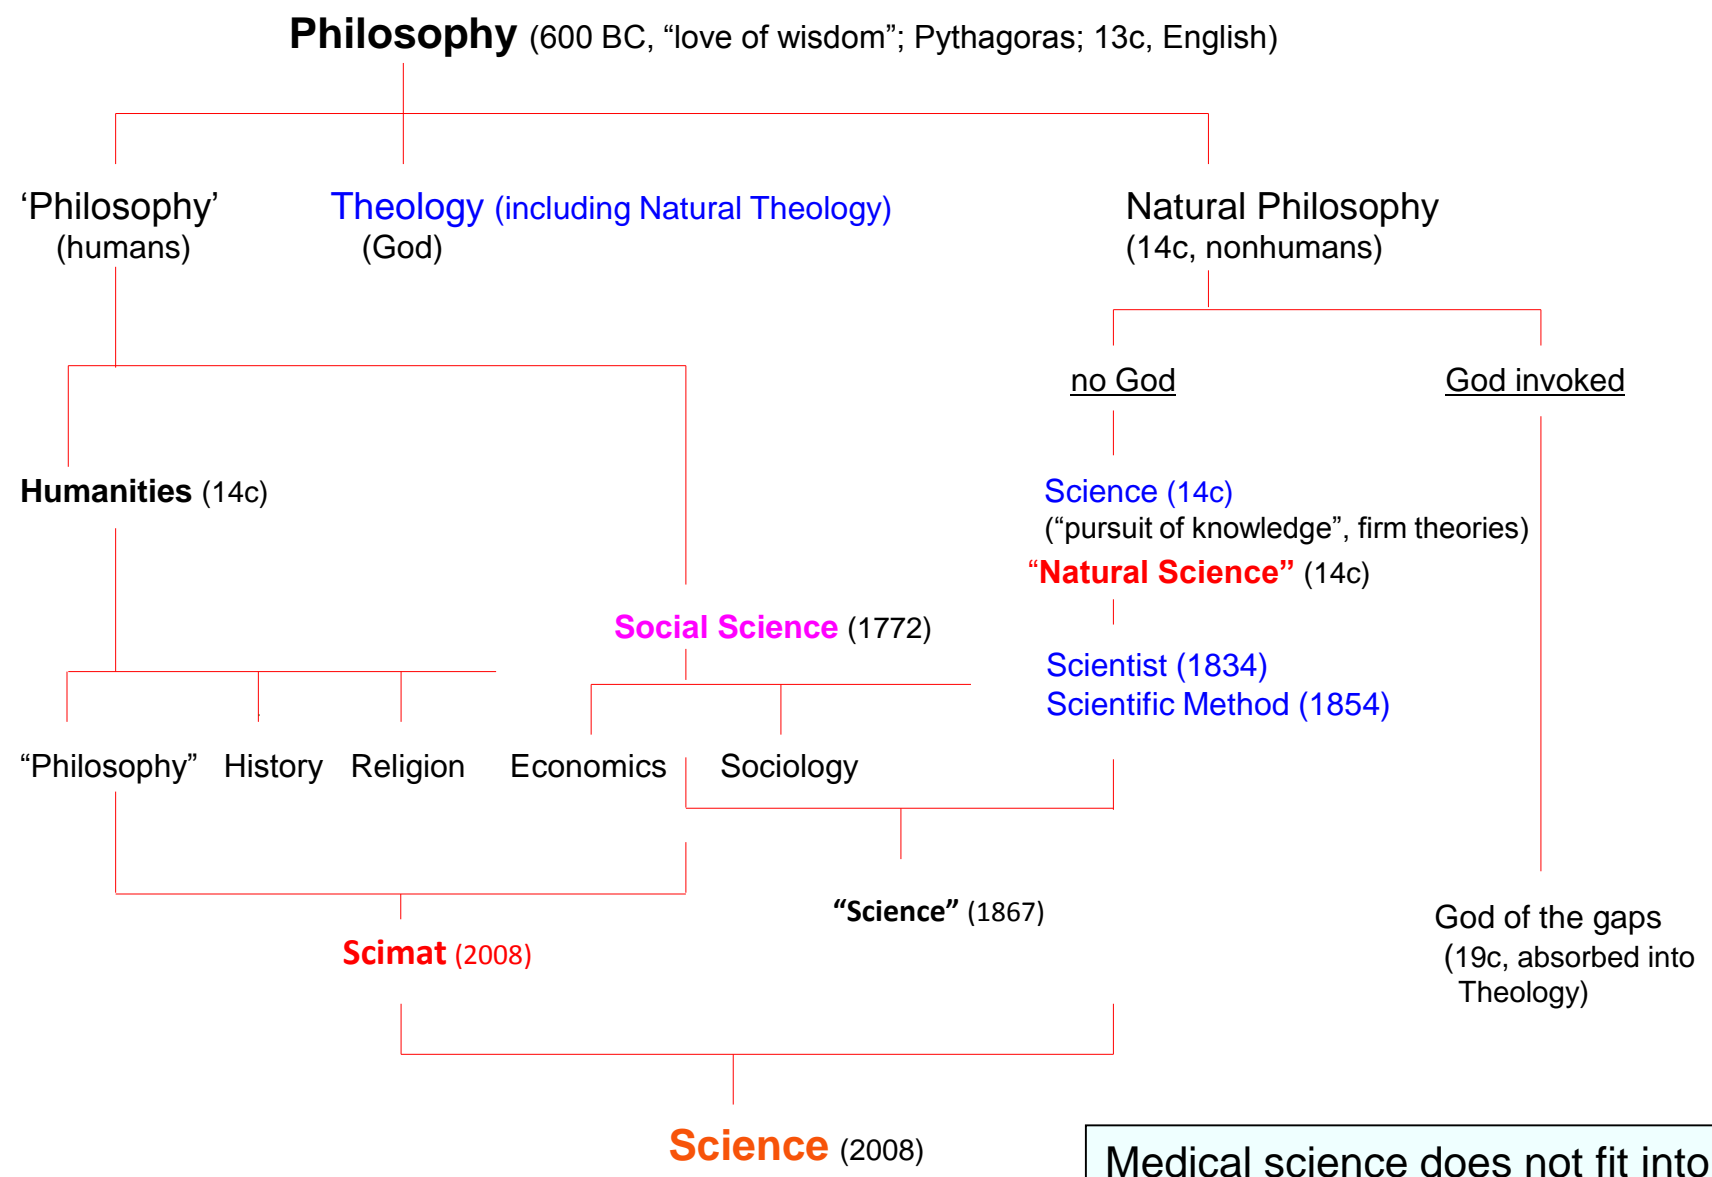 Philosophy (600 BC, “love of wisdom”; Pythagoras; 13c, English)
‘Philosophy’
(humans)
Theology (including Natural Theology)
(God)
Natural Philosophy
(14c, nonhumans)
no God
God invoked
Humanities (14c)
Science (14c)
(“pursuit of knowledge”, firm theories)
“Natural Science” (14c)
Social Science (1772)
Scientist (1834)
Scientific Method (1854)
“Philosophy”
History
Religion
Economics
Sociology
“Science” (1867)
Scimat (2008)
God of the gaps
(19c, absorbed into
Theology)
Science (2008)
Medical science does not fit into